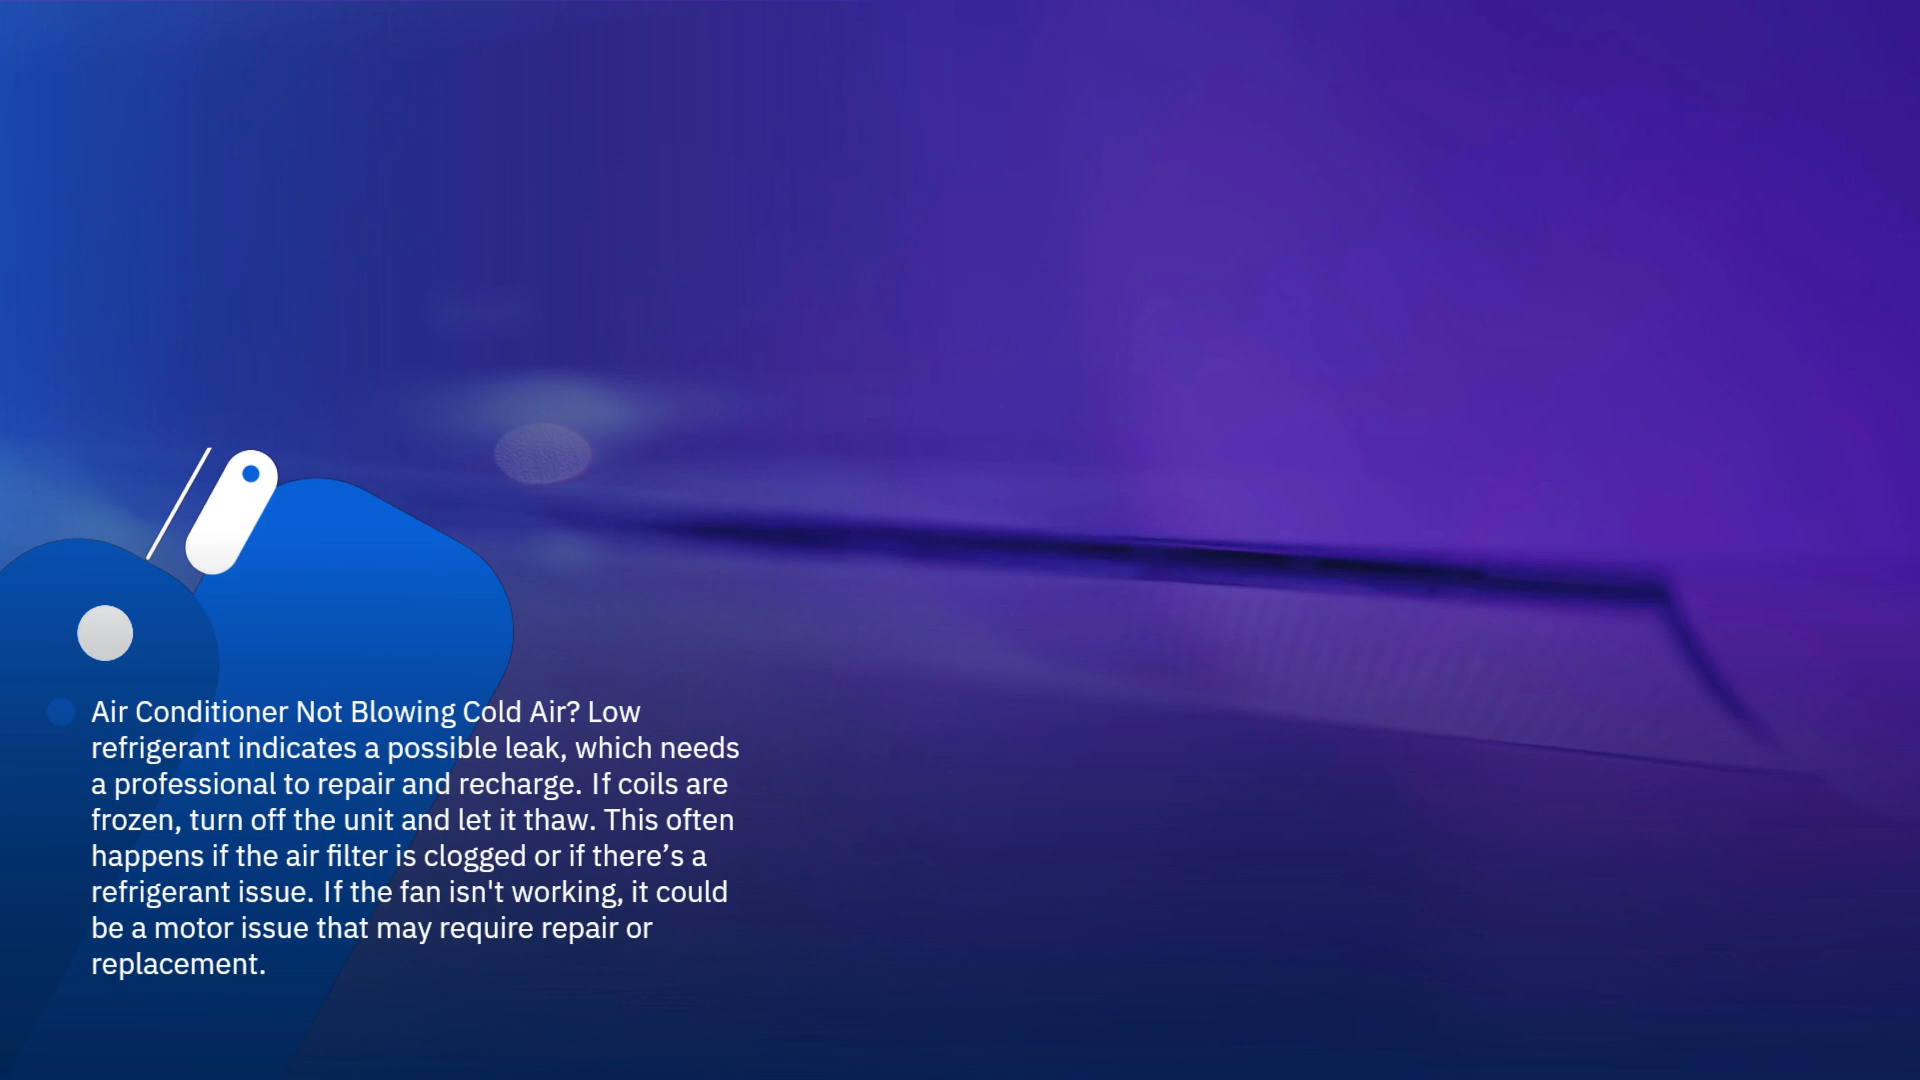 Air Conditioner Not Blowing Cold Air? Low
refrigerant indicates a possible leak, which needs
a professional to repair and recharge. If coils are
frozen, turn off the unit and let it thaw. This often
happens if the air filter is clogged or if there’s a
refrigerant issue. If the fan isn't working, it could
be a motor issue that may require repair or
replacement.